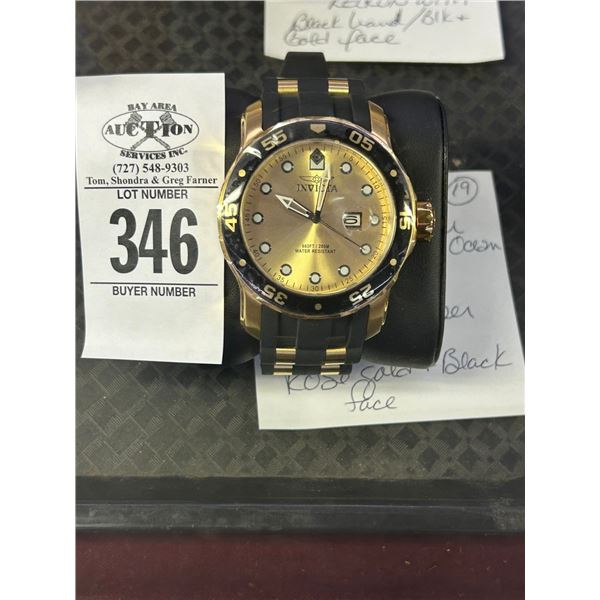 Black band/Blk +
Gold face
BAY AREA
AUCTION
SERVICES INC.
(727) 548-9303
Tom, Shondra & Greg Farner
LOT NUMBER
346
BUYER NUMBER
55
05
45
15
35
25
INVICTA
660FT / 200M
WATER RESISTANT
19
Ocean
Rose gold. Black
face